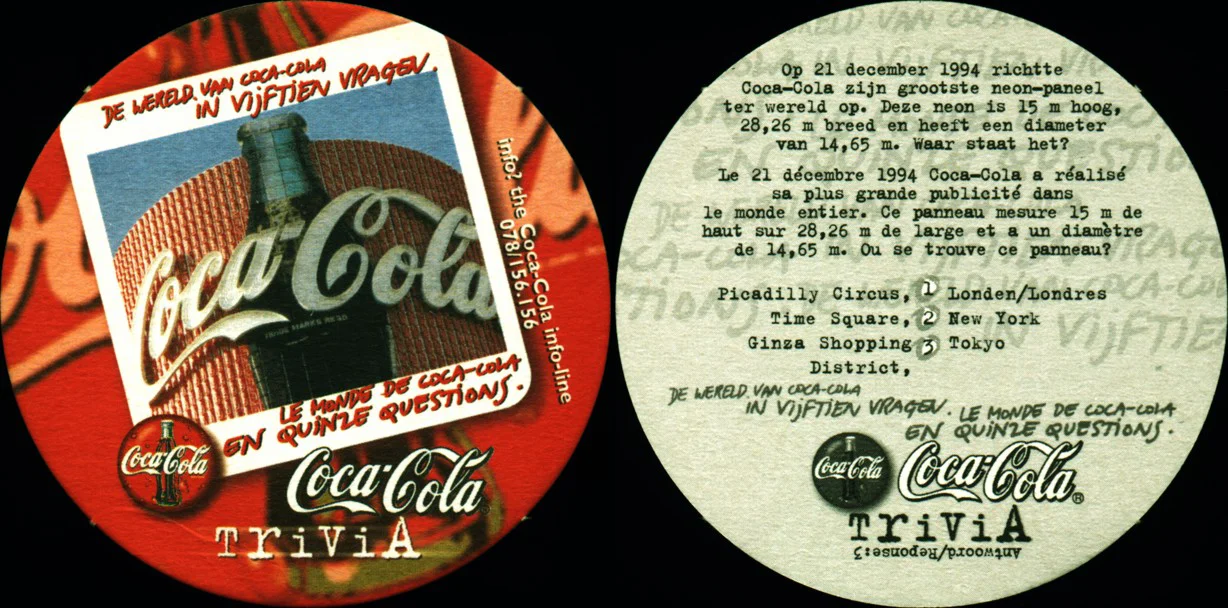 DE WERELD VAN COCA-COLA
IN VIJFTIEN VRAGEN.
Coca-Cola
TRADE MARKS REGD
info? the Coca-Cola info-line
078/156.156
LE MONDE DE COCA-COLA
EN QUINZE QUESTIONS.
Coca-Cola
Coca-Cola
TRiViA
Op 21 december 1994 richtte
Coca-Cola zijn grootste neon-paneel
ter wereld op. Deze neon is 15 m hoog,
28,26 m breed en heeft een diameter
van 14,65 m. Waar staat het?
Le 21 décembre 1994 Coca-Cola a réalisé
sa plus grande publicité dans
le monde entier. Ce panneau mesure 15 m de
haut sur 28,26 m de large et a un diamètre
de 14,65 m. Ou se trouve ce panneau?
Picadilly Circus, 1 Londen/Londres
Time Square, 2 New York
Ginza Shopping 3 Tokyo
District,
DE WERELD VAN COCA-COLA
IN VIJFTIEN VRAGEN.
LE MONDE DE COCA-COLA
EN QUINZE QUESTIONS.
Coca-Cola
Coca-Cola®
TRiViA
Antwoord/Reponse:3